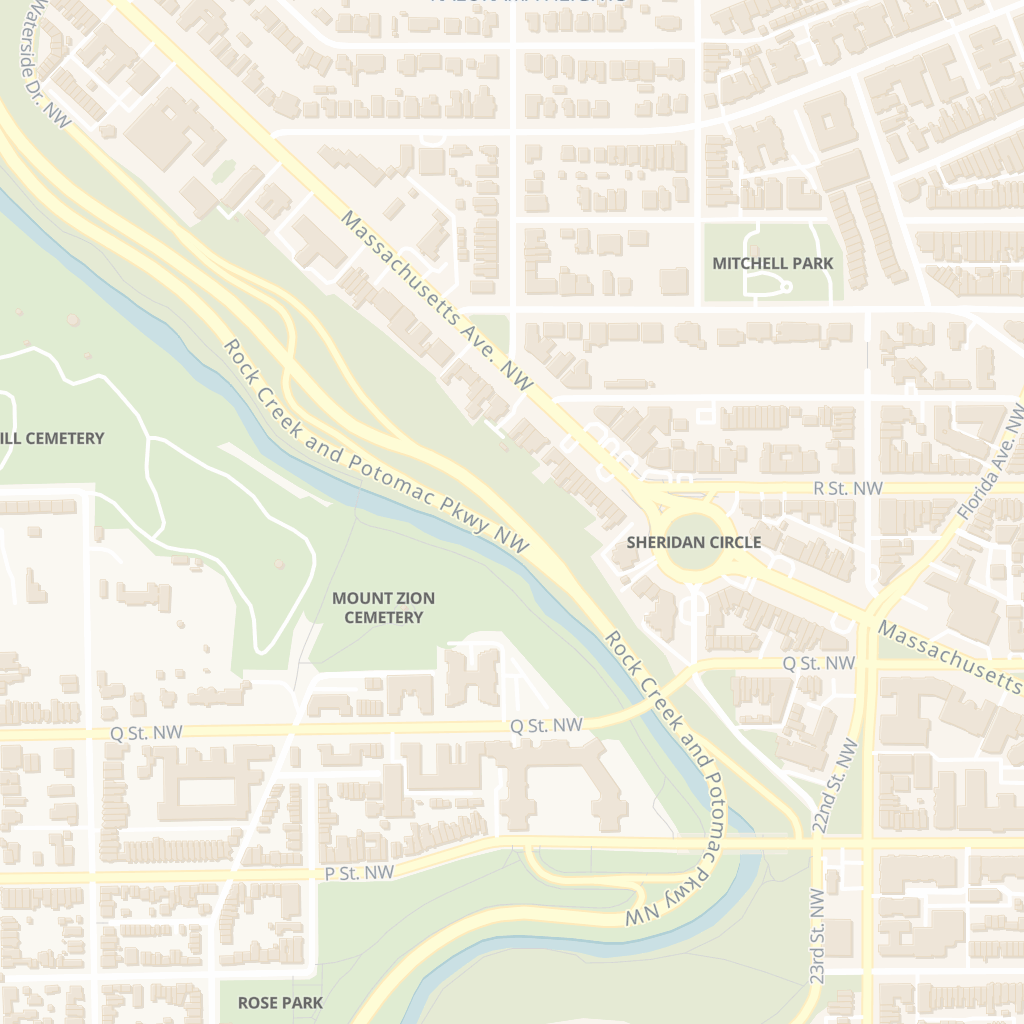 Waterside Dr. NW
Massachusetts Ave. NW
MITCHELL PARK
Rock Creek and Potomac Pkwy NW
ILL CEMETERY
Florida Ave. NW
R St. NW
SHERIDAN CIRCLE
MOUNT ZION
CEMETERY
Massachusetts
Rock Creek and Potomac Pkwy NW
Q St. NW
Q St. NW
Q St. NW
22nd St. NW
P St. NW
23rd St. NW
ROSE PARK